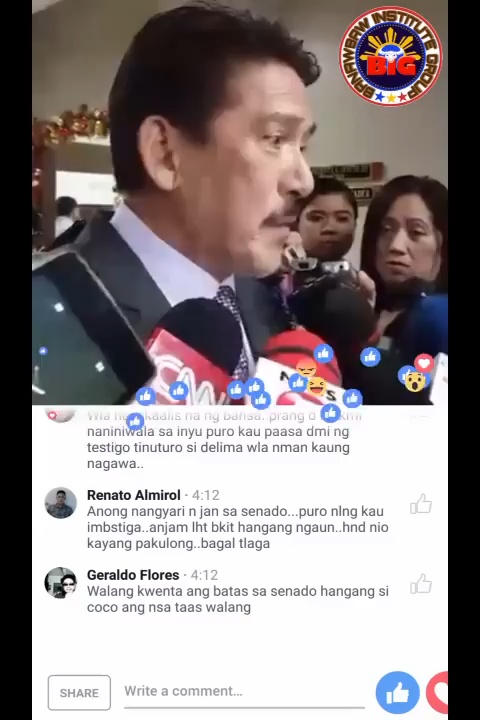 BANAWBAW INSTITUTE GROUP
BIG
naniniwala sa inyu puro kau paasa dmi ng
testigo tinuturo si delima wla nman kaung
nagawa..
Renato Almirol · 4:12
Anong nangyari n jan sa senado...puro nlng kau
imbstiga..anjam lht bkit hangang ngaun..hnd nio
kayang pakulong..bagal tlaga
Geraldo Flores · 4:12
Walang kwenta ang batas sa senado hangang si
coco ang nsa taas walang
SHARE
Write a comment...